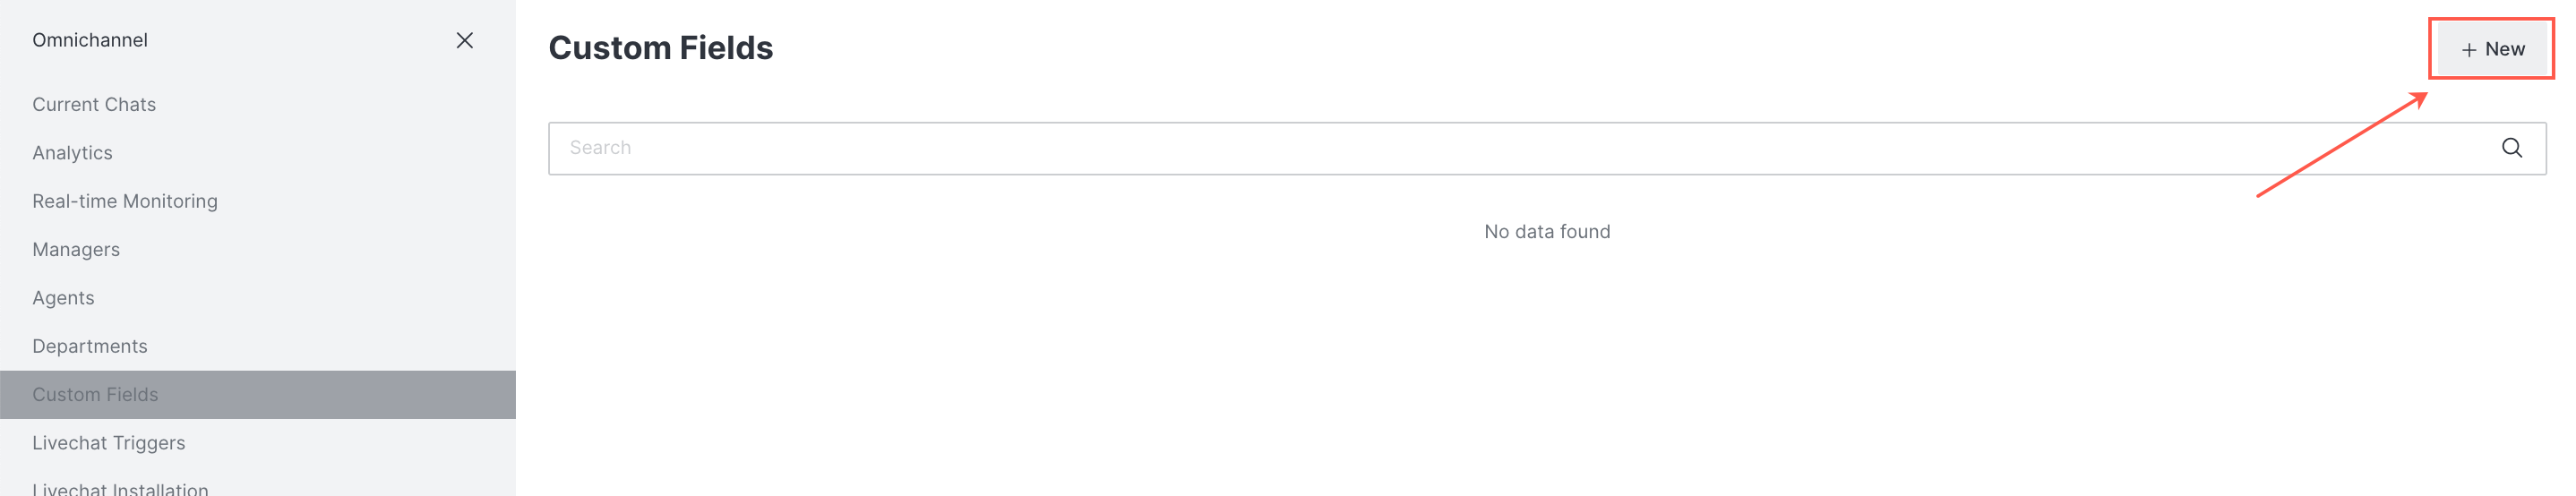 Omnichannel
Current Chats
Analytics
Real-time Monitoring
Managers
Agents
Departments
Custom Fields
Livechat Triggers
Livechat Installation
Custom Fields
New
Search
No data found